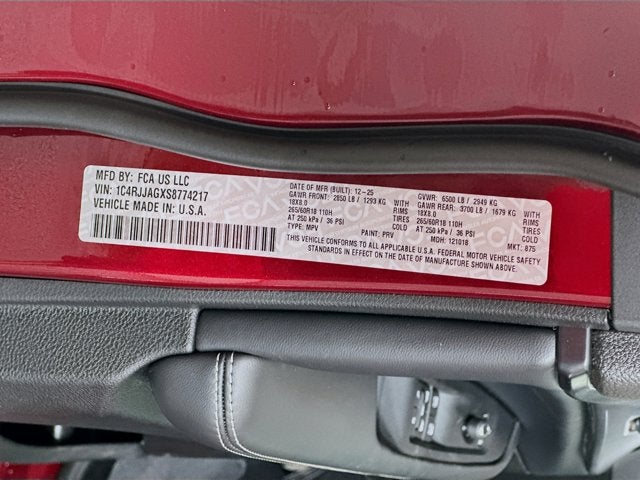 MFD BY: FCA US LLC
VIN: 1C4RJJAGXS8774217
VEHICLE MADE IN U.S.A.
DATE OF MFR (BUILT): 12-25
GAWR FRONT: 2850 LB / 1293 KG WITH
18X8.0 RIMS
265/60R18 110H
AT 250 kPa / 36 PSI COLD
TYPE: MPV PAINT: PRV
GVWR: 6500 LB / 2949 KG
GAWR REAR: 3700 LB / 1679 KG WITH
18X8.0 RIMS
265/60R18 110H
AT 250 kPa / 36 PSI COLD
MDH: 121018 MKT: 875
THIS VEHICLE CONFORMS TO ALL APPLICABLE U.S.A. FEDERAL MOTOR VEHICLE SAFETY
STANDARDS IN EFFECT ON THE DATE OF MANUFACTURE SHOWN ABOVE.